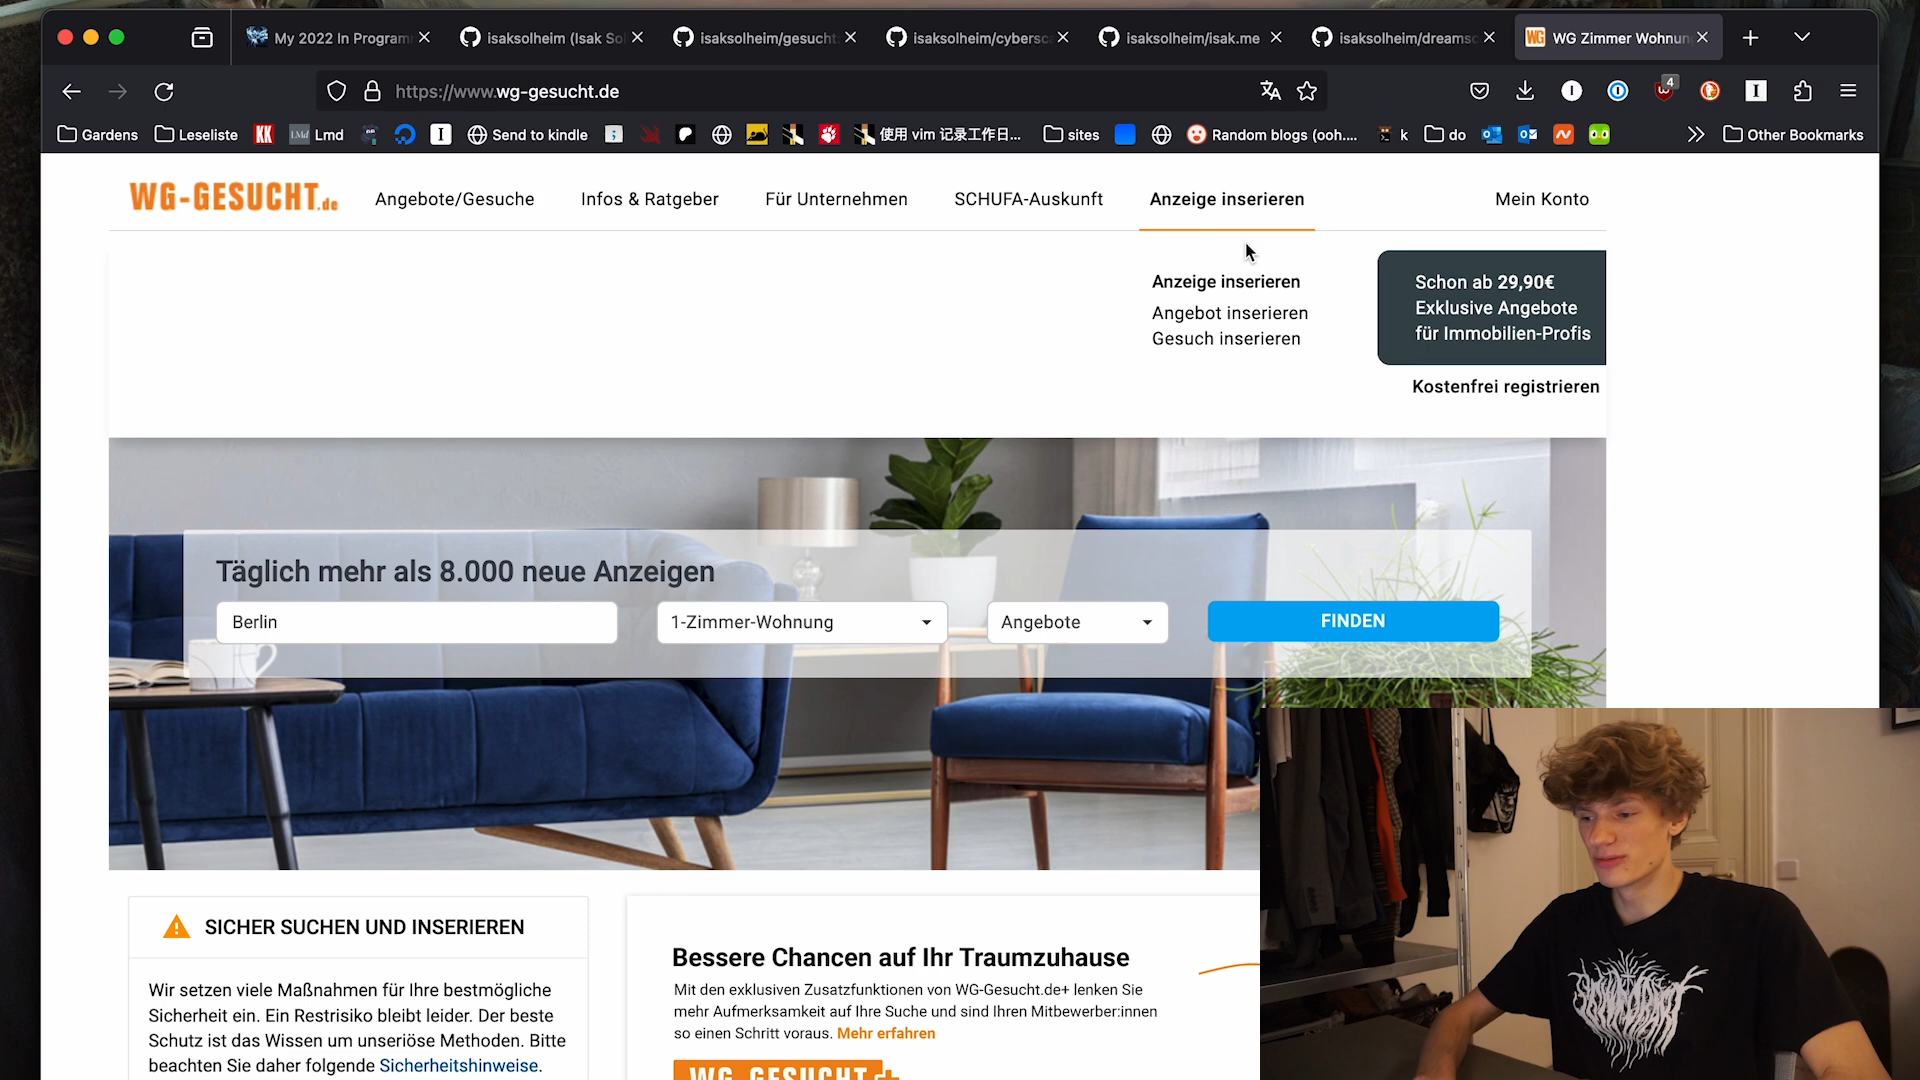 My 2022 In Program
isaksolheim (Isak So
isaksolheim/gesucht
isaksolheim/cybersc
isaksolheim/isak.me
isaksolheim/dreamsc
WG Zimmer Wohnun
https://www.wg-gesucht.de
4
Gardens
Leseliste
KK
LMd
Lmd
Send to kindle
使用 vim 记录工作日...
sites
Random blogs (ooh....
k
do
Other Bookmarks
WG-GESUCHT.de
Angebote/Gesuche
Infos & Ratgeber
Für Unternehmen
SCHUFA-Auskunft
Anzeige inserieren
Mein Konto
Anzeige inserieren
Angebot inserieren
Gesuch inserieren
Schon ab 29,90€
Exklusive Angebote
für Immobilien-Profis
Kostenfrei registrieren
Täglich mehr als 8.000 neue Anzeigen
Berlin
1-Zimmer-Wohnung
Angebote
FINDEN
SICHER SUCHEN UND INSERIEREN
Wir setzen viele Maßnahmen für Ihre bestmögliche
Sicherheit ein. Ein Restrisiko bleibt leider. Der beste
Schutz ist das Wissen um unseriöse Methoden. Bitte
beachten Sie daher folgende Sicherheitshinweise.
Bessere Chancen auf Ihr Traumzuhause
Mit den exklusiven Zusatzfunktionen von WG-Gesucht.de+ lenken Sie
mehr Aufmerksamkeit auf Ihre Suche und sind Ihren Mitbewerber:innen
so einen Schritt voraus. Mehr erfahren
WG-GESUCHT+